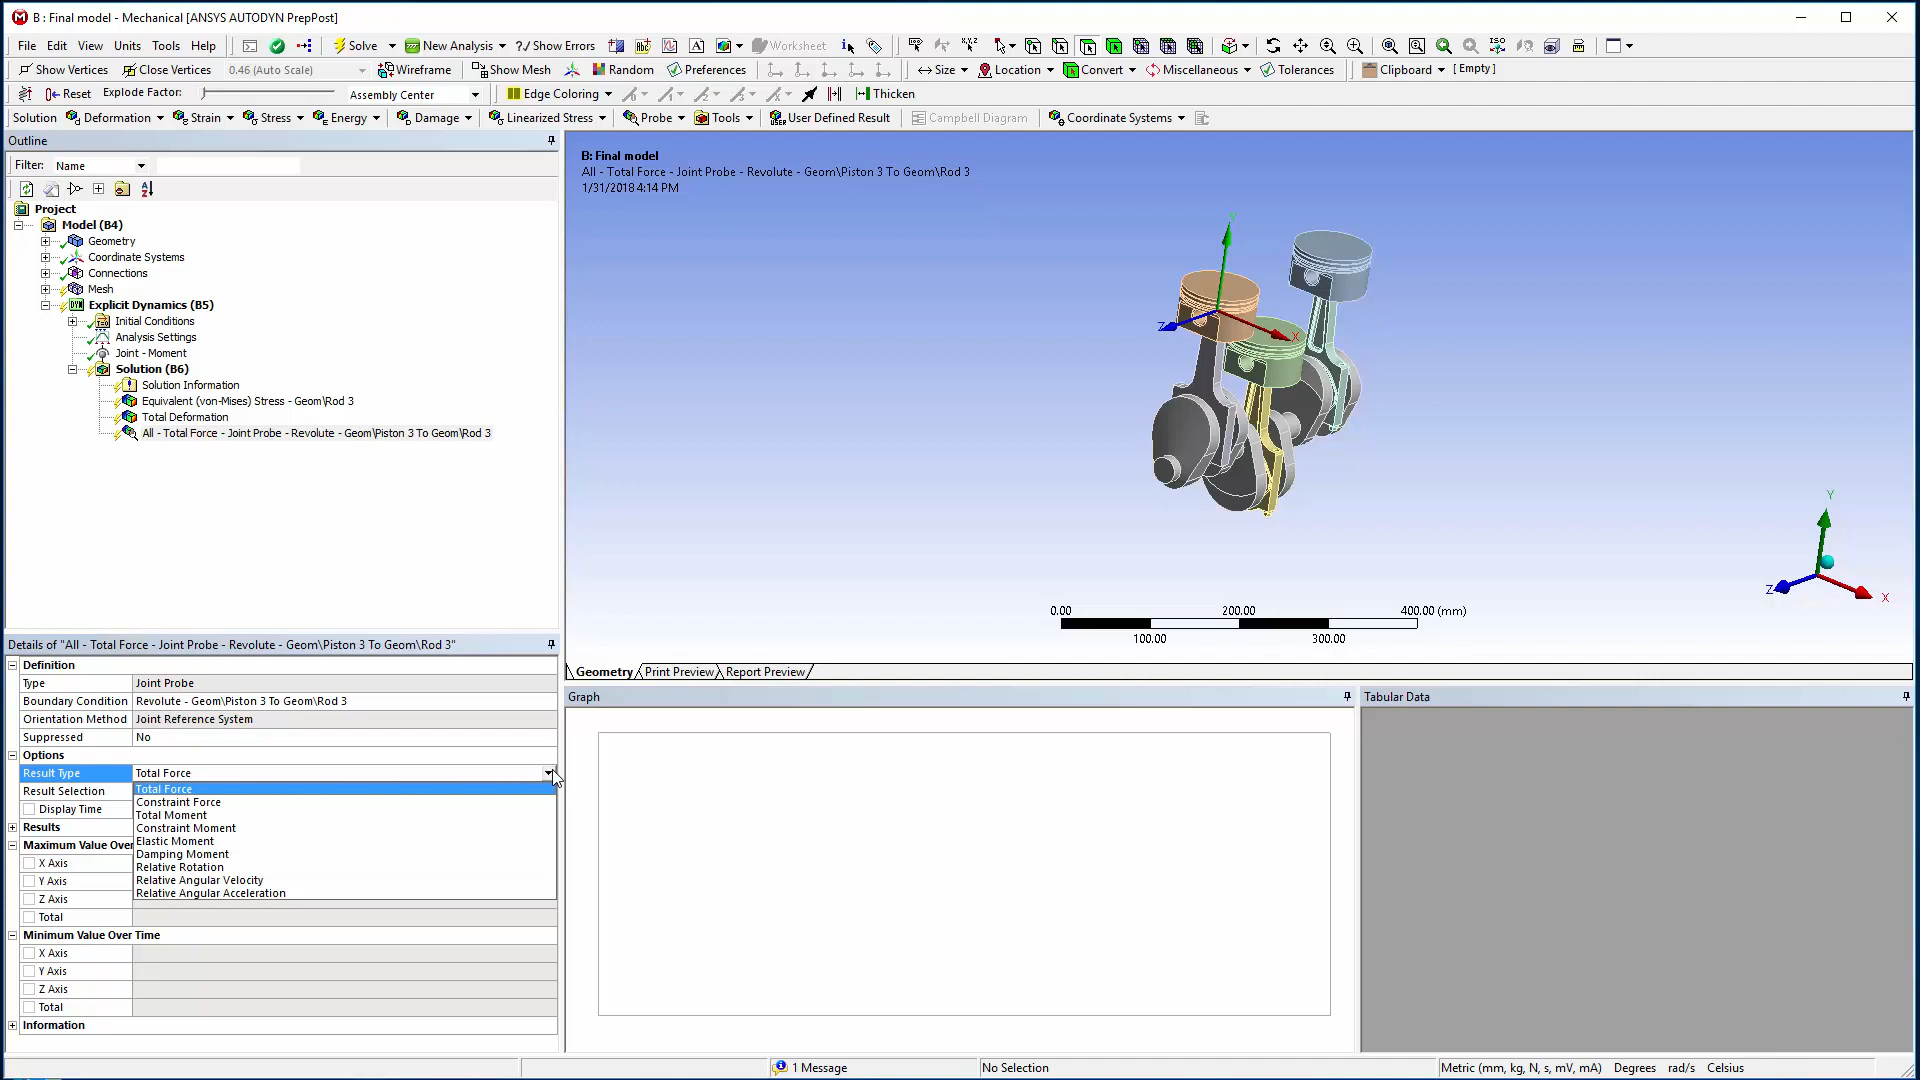 B : Final model - Mechanical [ANSYS AUTODYN PrepPost]
File Edit View Units Tools Help Solve New Analysis ?/ Show Errors Worksheet
Show Vertices Close Vertices 0.46 (Auto Scale) Wireframe Show Mesh Random Preferences Size Location Convert Miscellaneous Tolerances Clipboard [ Empty ]
Reset Explode Factor: Assembly Center Edge Coloring Thicken
Solution Deformation Strain Stress Energy Damage Linearized Stress Probe Tools User Defined Result Campbell Diagram Coordinate Systems
Outline
Filter: Name
Project
Model (B4)
Geometry
Coordinate Systems
Connections
Mesh
Explicit Dynamics (B5)
Initial Conditions
Analysis Settings
Joint - Moment
Solution (B6)
Solution Information
Equivalent (von-Mises) Stress - Geom\Rod 3
Total Deformation
All - Total Force - Joint Probe - Revolute - Geom\Piston 3 To Geom\Rod 3
B: Final model
All - Total Force - Joint Probe - Revolute - Geom\Piston 3 To Geom\Rod 3
1/31/2018 4:14 PM
Y
Z
X
Y
Z
X
0.00 200.00 400.00 (mm)
100.00 300.00
Geometry Print Preview Report Preview
Details of "All - Total Force - Joint Probe - Revolute - Geom\Piston 3 To Geom\Rod 3"
Definition
Type Joint Probe
Boundary Condition Revolute - Geom\Piston 3 To Geom\Rod 3
Orientation Method Joint Reference System
Suppressed No
Options
Result Type Total Force
Result Selection
Display Time
Results
Maximum Value Over
X Axis
Y Axis
Z Axis
Total
Total Force
Constraint Force
Total Moment
Constraint Moment
Elastic Moment
Damping Moment
Relative Rotation
Relative Angular Velocity
Relative Angular Acceleration
Minimum Value Over Time
X Axis
Y Axis
Z Axis
Total
Information
Graph
Tabular Data
1 Message No Selection Metric (mm, kg, N, s, mV, mA) Degrees rad/s Celsius